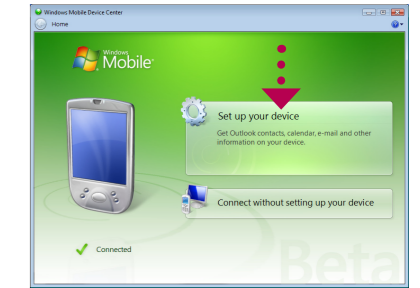 Windows Mobile Device Center
Home
Windows
Mobile®
Set up your device
Get Outlook contacts, calendar, e-mail and other
information on your device.
Connect without setting up your device
Connected
Beta